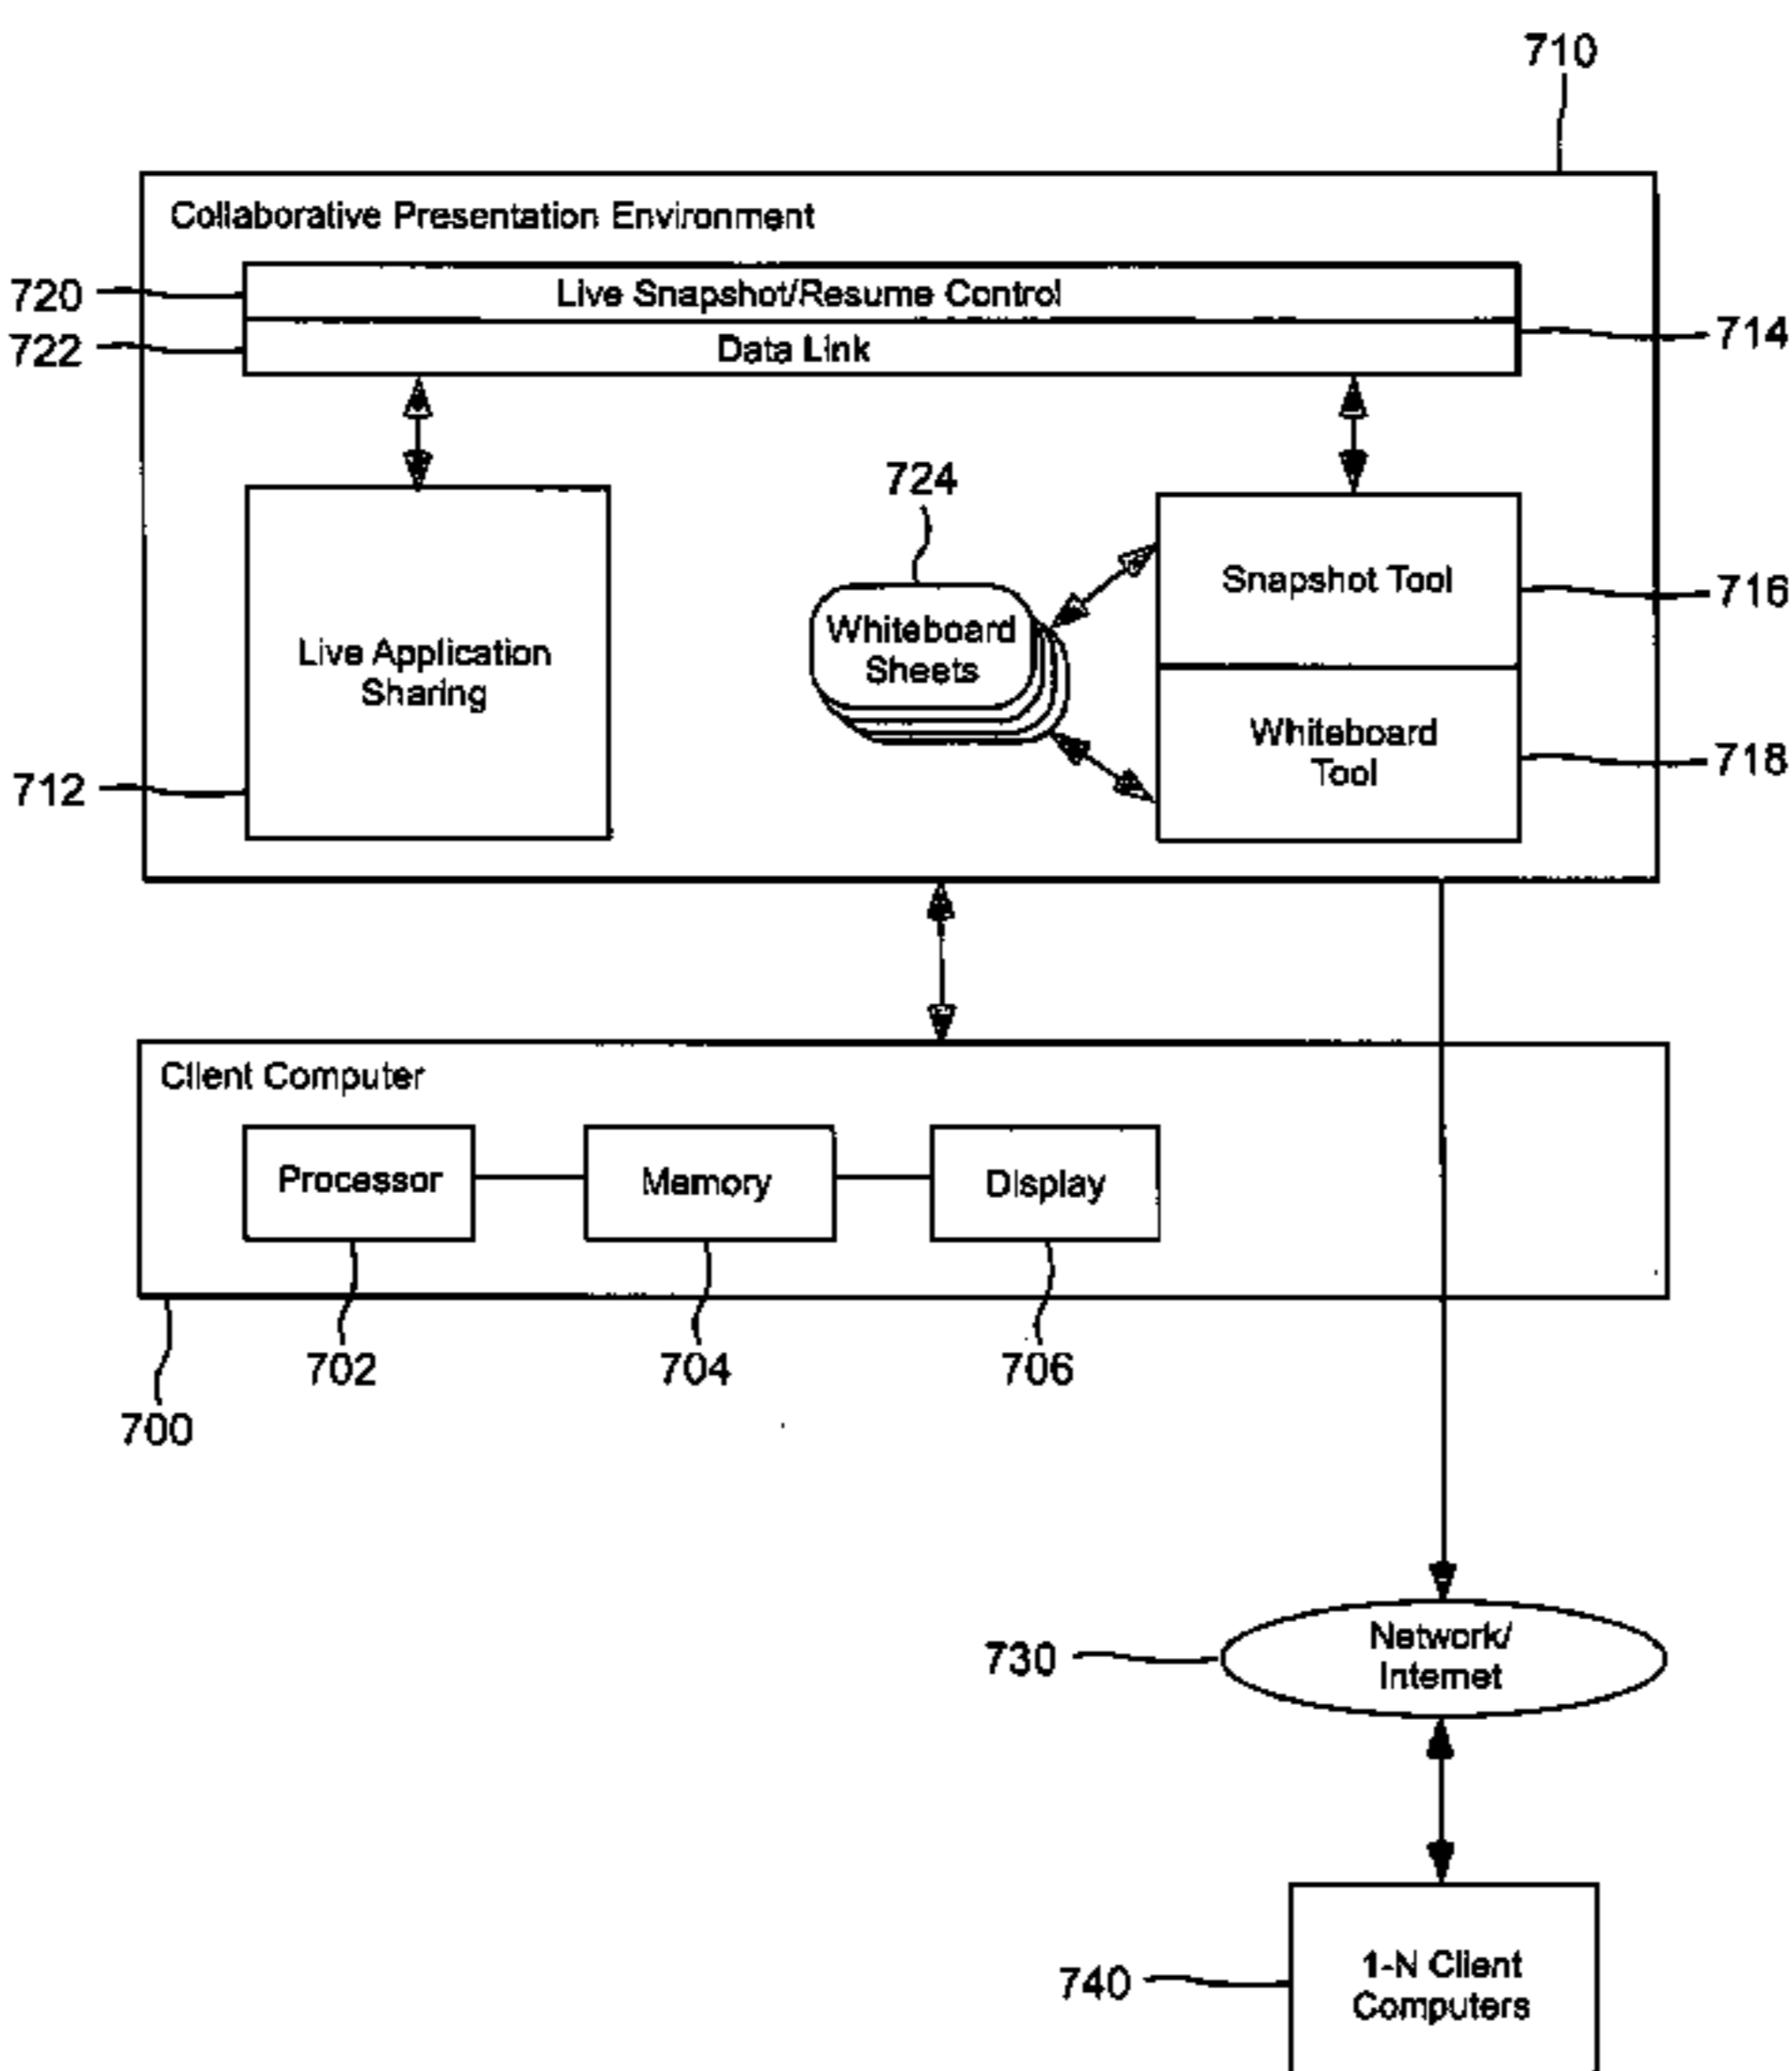 710
Collaborative Presentation Environment
720
Live Snapshot/Resume Control
722
Data Link
714
724
Snapshot Tool
716
Whiteboard
Sheets
Live Application
Sharing
Whiteboard
Tool
718
712
Client Computer
Processor
Memory
Display
702
704
706
700
730
Network/
Internet
740
1-N Client
Computers